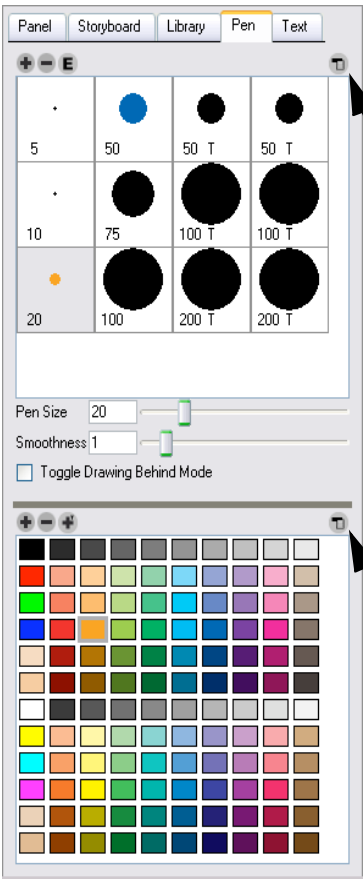 Panel Storyboard Library Pen Text
E
5 50 50 T 50 T
10 75 100 T 100 T
20 100 200 T 200 T
Pen Size 20
Smoothness 1
Toggle Drawing Behind Mode